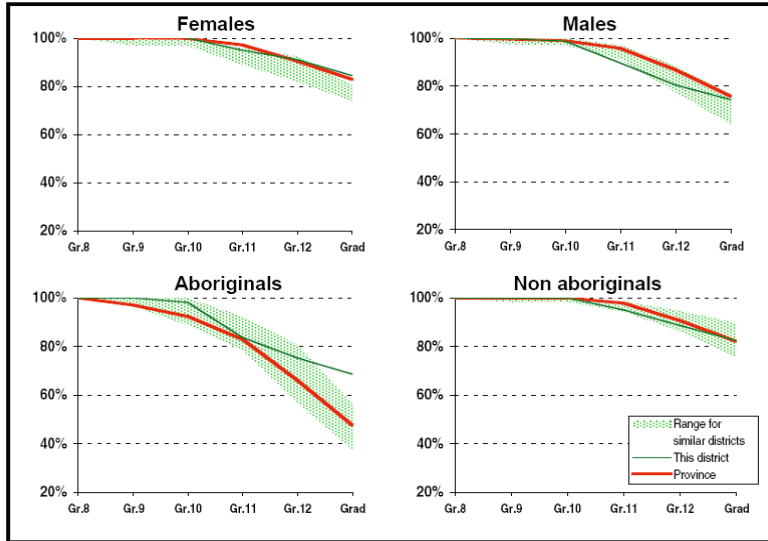 Females
100%
80%
60%
40%
20%
Gr.8 Gr.9 Gr.10 Gr.11 Gr.12 Grad
Males
100%
80%
60%
40%
20%
Gr.8 Gr.9 Gr.10 Gr.11 Gr.12 Grad
Aboriginals
100%
80%
60%
40%
20%
Gr.8 Gr.9 Gr.10 Gr.11 Gr.12 Grad
Non aboriginals
100%
80%
60%
40%
20%
Gr.8 Gr.9 Gr.10 Gr.11 Gr.12 Grad
Range for
similar districts
This district
Province